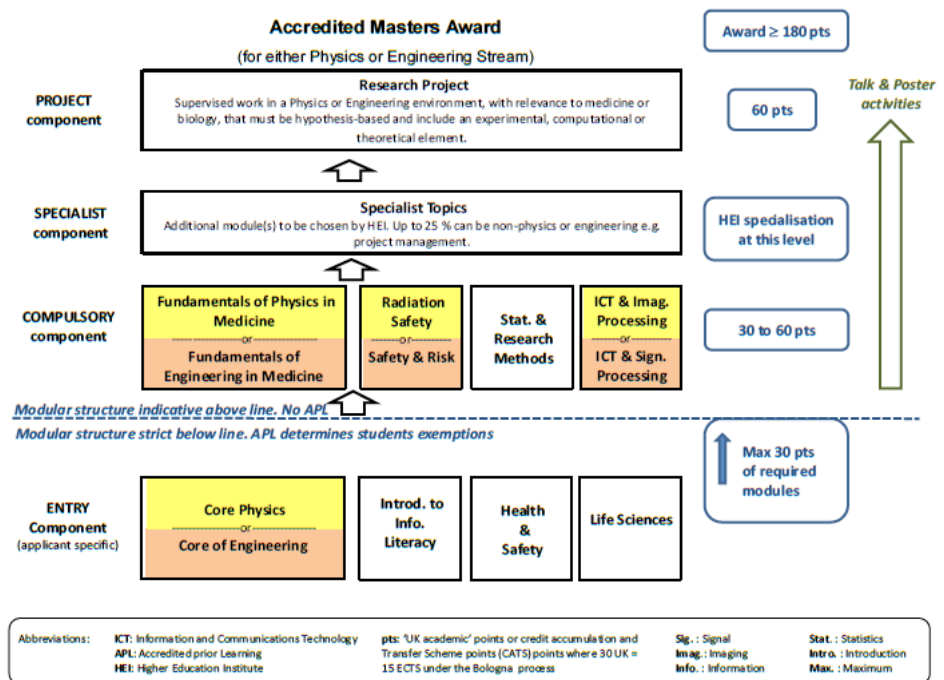 Accredited Masters Award
(for either Physics or Engineering Stream)
Award ≥ 180 pts
Talk & Poster
activities
PROJECT
component
Research Project
Supervised work in a Physics or Engineering environment, with relevance to medicine or
biology, that must be hypothesis-based and include an experimental, computational or
theoretical element.
60 pts
SPECIALIST
component
Specialist Topics
Additional module(s) to be chosen by HEI. Up to 25 % can be non-physics or engineering e.g.
project management.
HEI specialisation
at this level
COMPULSORY
component
Fundamentals of Physics in
Medicine
or
Fundamentals of
Engineering in Medicine
Radiation
Safety
or
Safety & Risk
Stat. &
Research
Methods
ICT & Imag.
Processing
or
ICT & Sign.
Processing
30 to 60 pts
Modular structure indicative above line. No APL
Modular structure strict below line. APL determines students exemptions
Max 30 pts
of required
modules
ENTRY
Component
(applicant specific)
Core Physics
or
Core of Engineering
Introd. to
Info.
Literacy
Health
&
Safety
Life Sciences
Abbreviations:
ICT: Information and Communications Technology
APL: Accredited prior Learning
HEI: Higher Education Institute
pts: 'UK academic' points or credit accumulation and
Transfer Scheme points (CATS) points where 30 UK =
15 ECTS under the Bologna process
Sig. : Signal
Imag.: Imaging
Info. : Information
Stat. : Statistics
Intro. : Introduction
Max. : Maximum